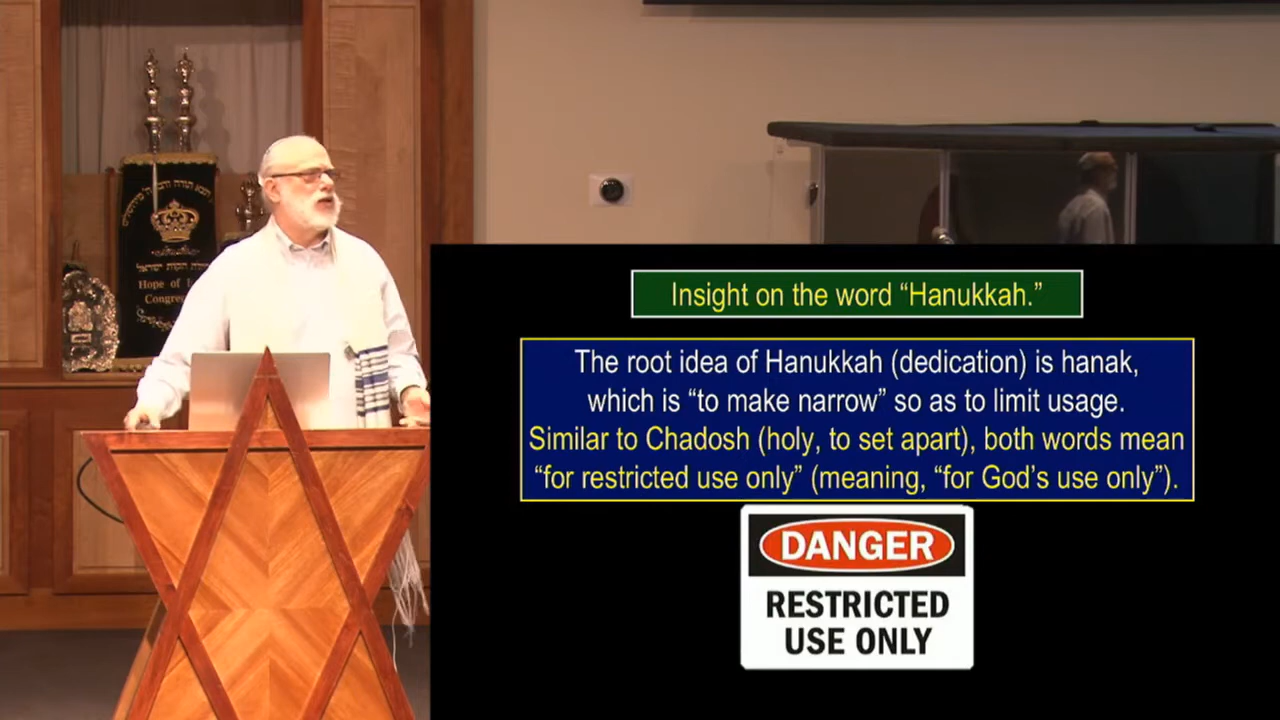 Hope of I
Congre
Insight on the word “Hanukkah.”
The root idea of Hanukkah (dedication) is hanak,
which is “to make narrow” so as to limit usage.
Similar to Chadosh (holy, to set apart), both words mean
“for restricted use only” (meaning, “for God’s use only”).
DANGER
RESTRICTED
USE ONLY